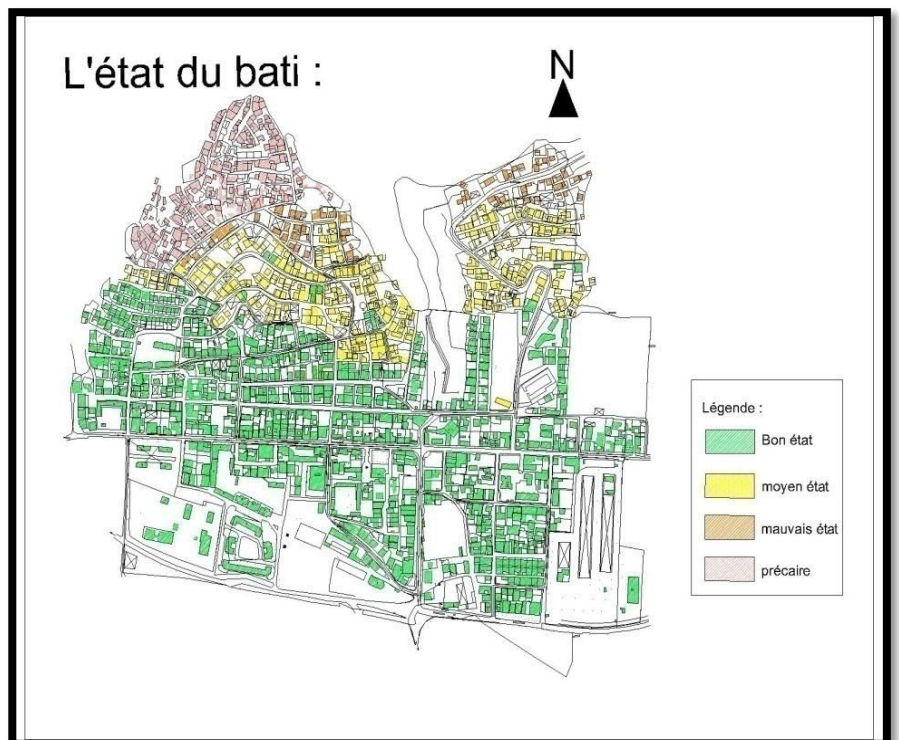 L'état du bati :
N
Légende :
Bon état
moyen état
mauvais état
précaire